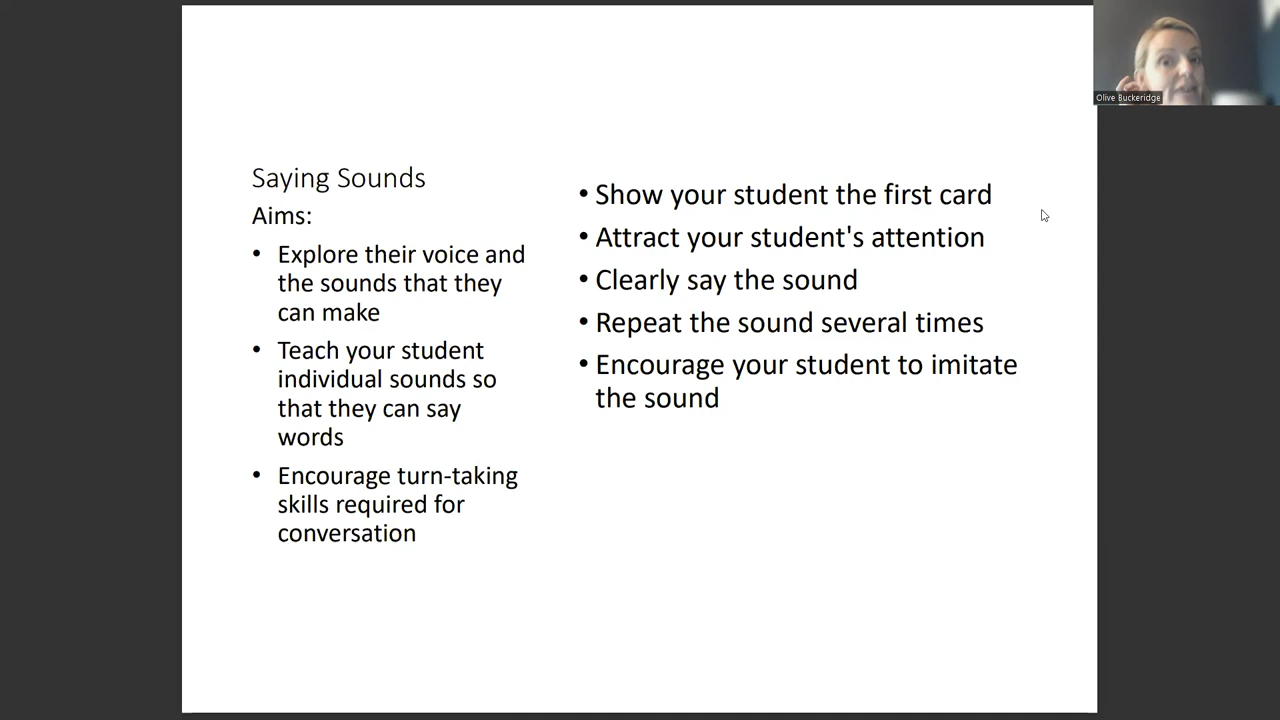 Saying Sounds
Aims:
• Explore their voice and
the sounds that they
can make
• Teach your student
individual sounds so
that they can say
words
• Encourage turn-taking
skills required for
conversation
• Show your student the first card
• Attract your student's attention
• Clearly say the sound
• Repeat the sound several times
• Encourage your student to imitate
the sound
Olive Buckeridge